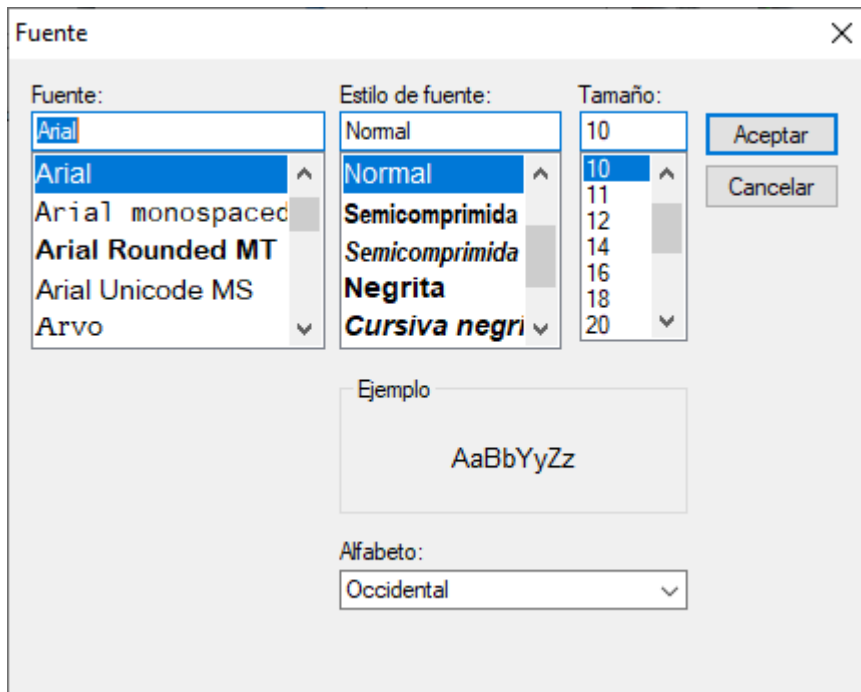 Fuente
Fuente:
Arial
Arial
Arial monospaced
Arial Rounded MT
Arial Unicode MS
Arvo
Estilo de fuente:
Normal
Normal
Semicomprimida
Semicomprimida
Negrita
Cursiva negri
Tamaño:
10
10
11
12
14
16
18
20
Aceptar
Cancelar
Ejemplo
AaBbYyZz
Alfabeto:
Occidental